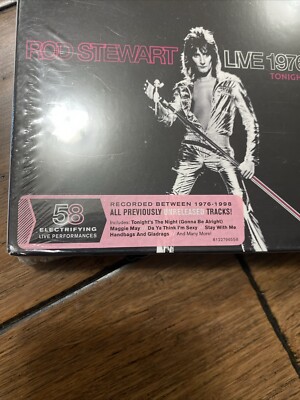 ROD STEWART LIVE 1976
TONIGH
58
ELECTRIFYING
LIVE PERFORMANCES
RECORDED BETWEEN 1976-1998
ALL PREVIOUSLY UNRELEASED TRACKS!
Includes: Tonight's The Night (Gonna Be Alright)
Maggie May Da Ya Think I'm Sexy Stay With Me
Handbags And Gladrags And Many More!